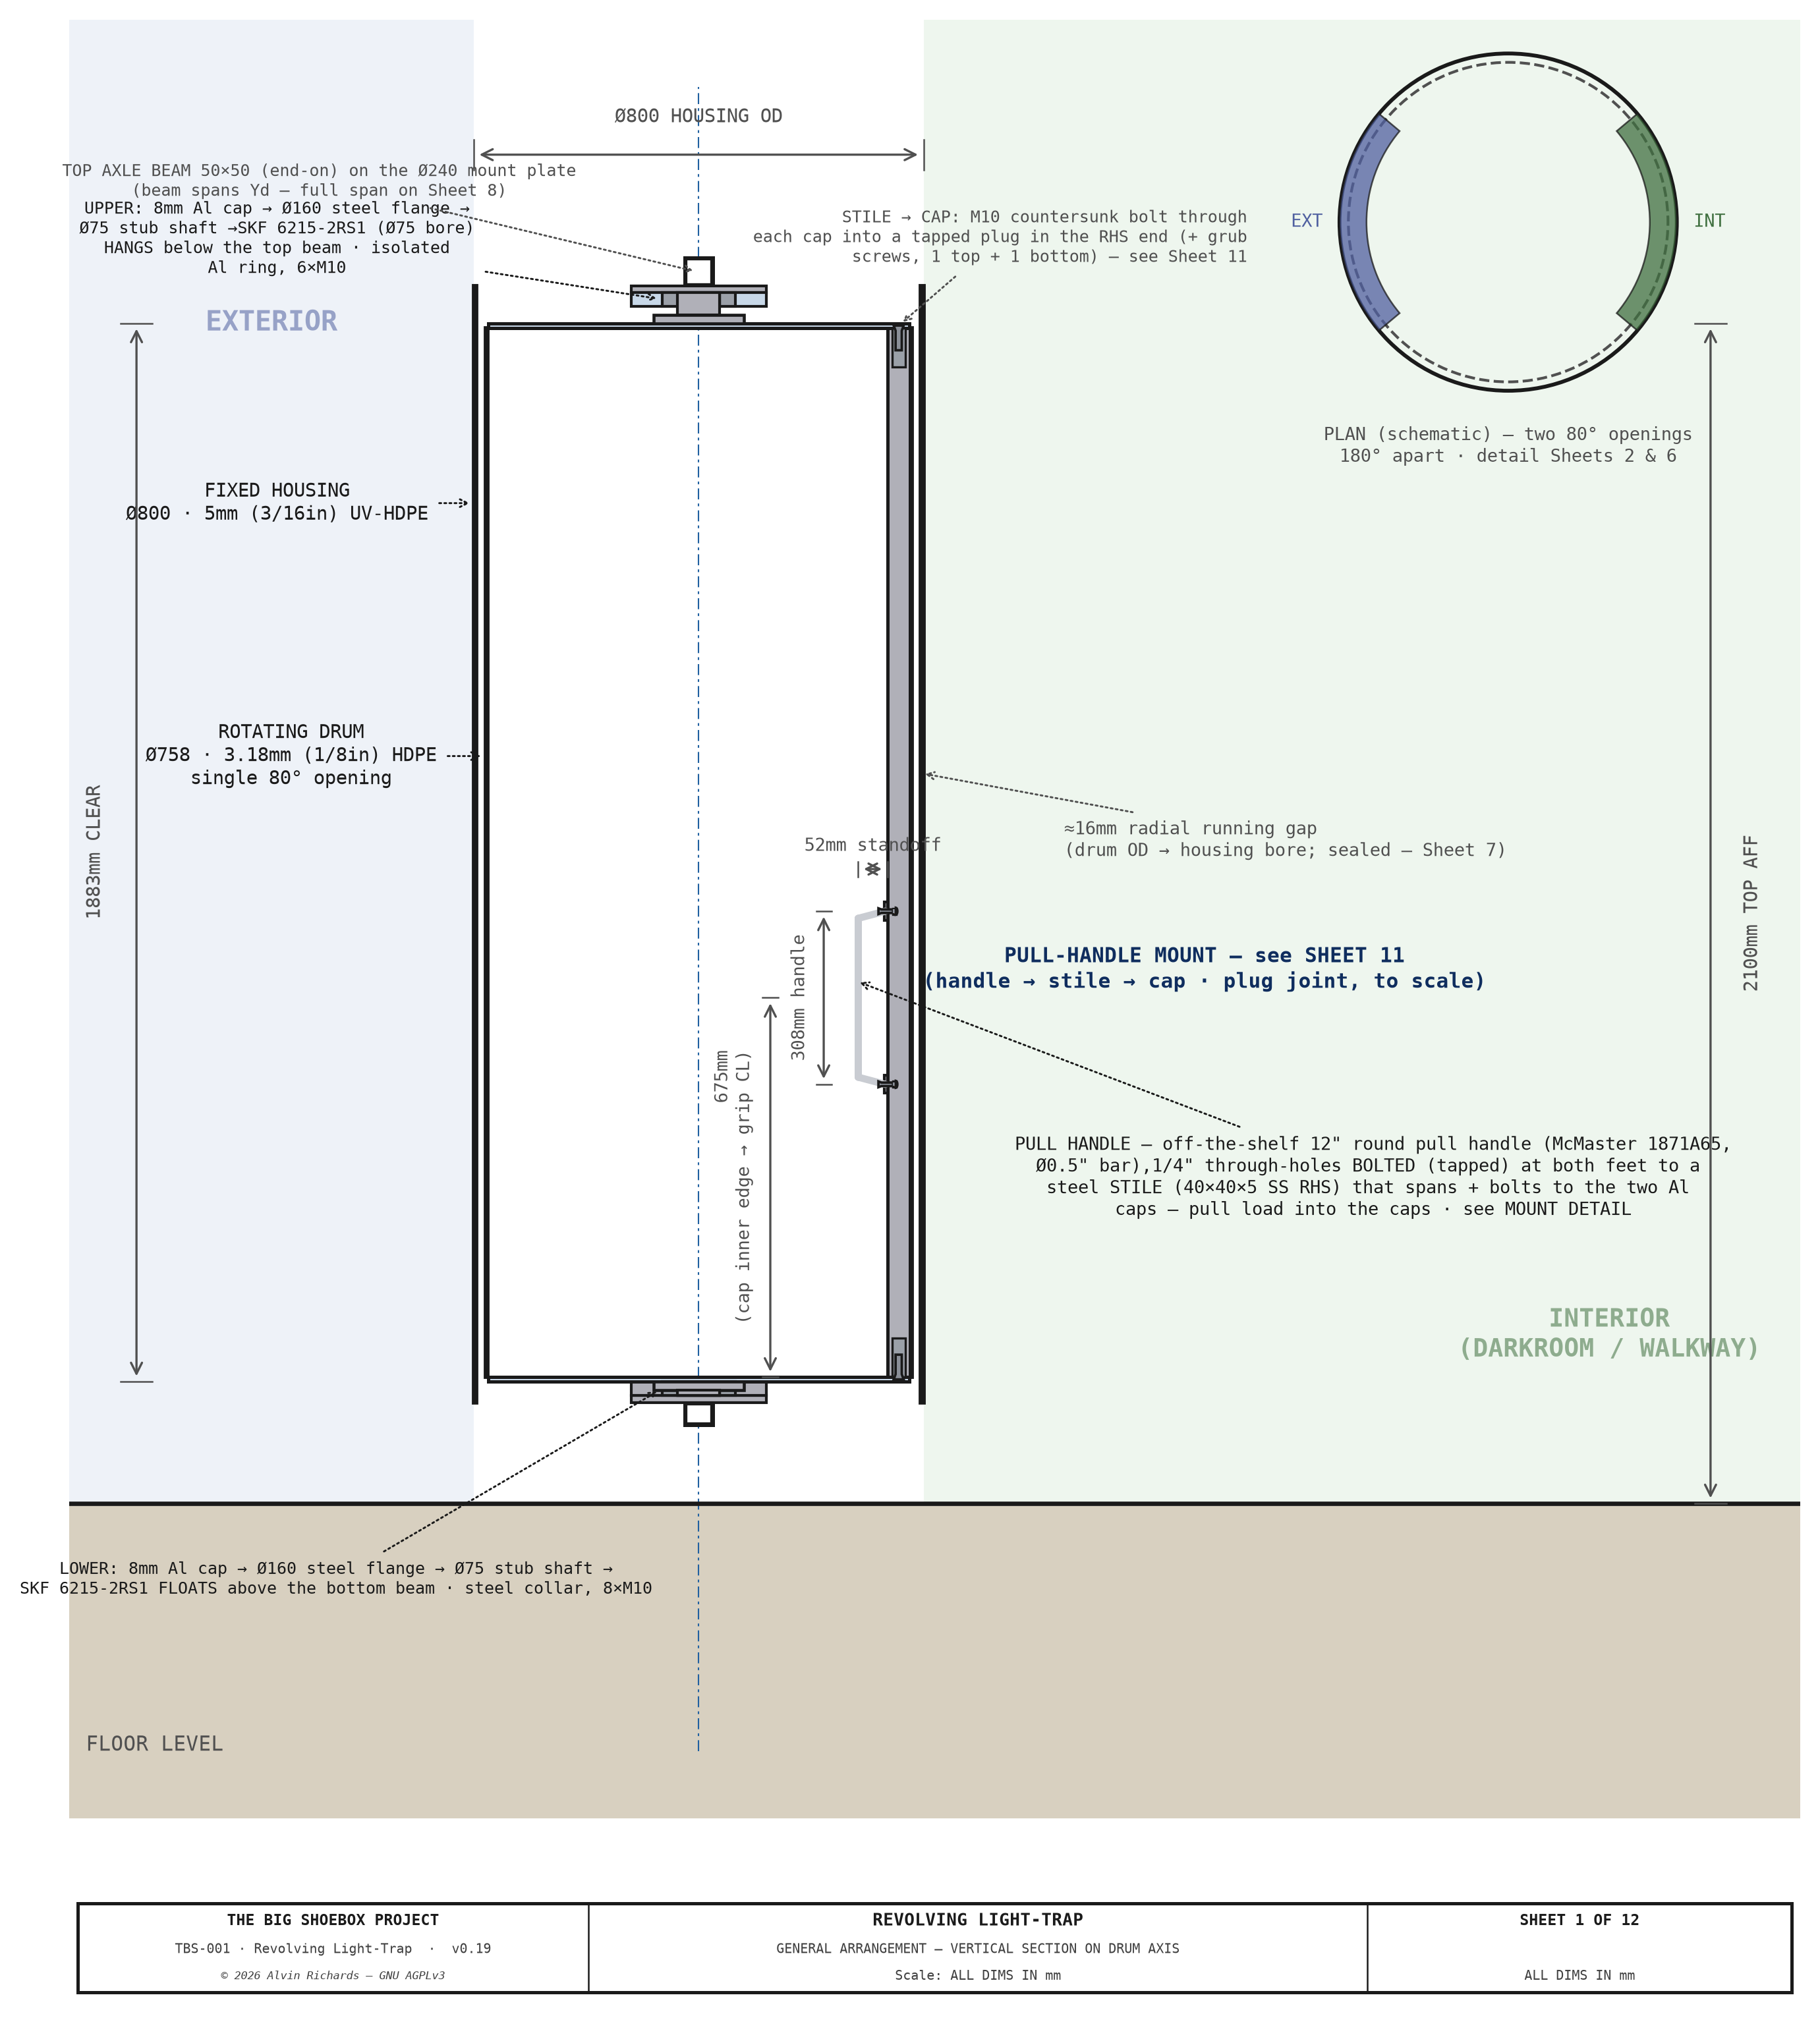 Ø800 HOUSING OD
TOP AXLE BEAM 50×50 (end-on) on the Ø240 mount plate
(beam spans Yd — full span on Sheet 8)
UPPER: 8mm Al cap → Ø160 steel flange →
Ø75 stub shaft →SKF 6215-2RS1 (Ø75 bore)
HANGS below the top beam · isolated
Al ring, 6×M10
STILE → CAP: M10 countersunk bolt through
each cap into a tapped plug in the RHS end (+ grub
screws, 1 top + 1 bottom) — see Sheet 11
EXT
INT
EXTERIOR
PLAN (schematic) — two 80° openings
180° apart · detail Sheets 2 & 6
FIXED HOUSING
Ø800 · 5mm (3/16in) UV-HDPE
ROTATING DRUM
Ø758 · 3.18mm (1/8in) HDPE
single 80° opening
1883mm CLEAR
52mm standoff
≈16mm radial running gap
(drum OD → housing bore; sealed — Sheet 7)
2100mm TOP AFF
308mm handle
PULL-HANDLE MOUNT — see SHEET 11
(handle → stile → cap · plug joint, to scale)
675mm
(cap inner edge → grip CL)
PULL HANDLE — off-the-shelf 12" round pull handle (McMaster 1871A65,
Ø0.5" bar),1/4" through-holes BOLTED (tapped) at both feet to a
steel STILE (40×40×5 SS RHS) that spans + bolts to the two Al
caps — pull load into the caps · see MOUNT DETAIL
INTERIOR
(DARKROOM / WALKWAY)
LOWER: 8mm Al cap → Ø160 steel flange → Ø75 stub shaft →
SKF 6215-2RS1 FLOATS above the bottom beam · steel collar, 8×M10
FLOOR LEVEL
THE BIG SHOEBOX PROJECT
TBS-001 · Revolving Light-Trap · v0.19
© 2026 Alvin Richards — GNU AGPLv3
REVOLVING LIGHT-TRAP
GENERAL ARRANGEMENT — VERTICAL SECTION ON DRUM AXIS
Scale: ALL DIMS IN mm
SHEET 1 OF 12
ALL DIMS IN mm